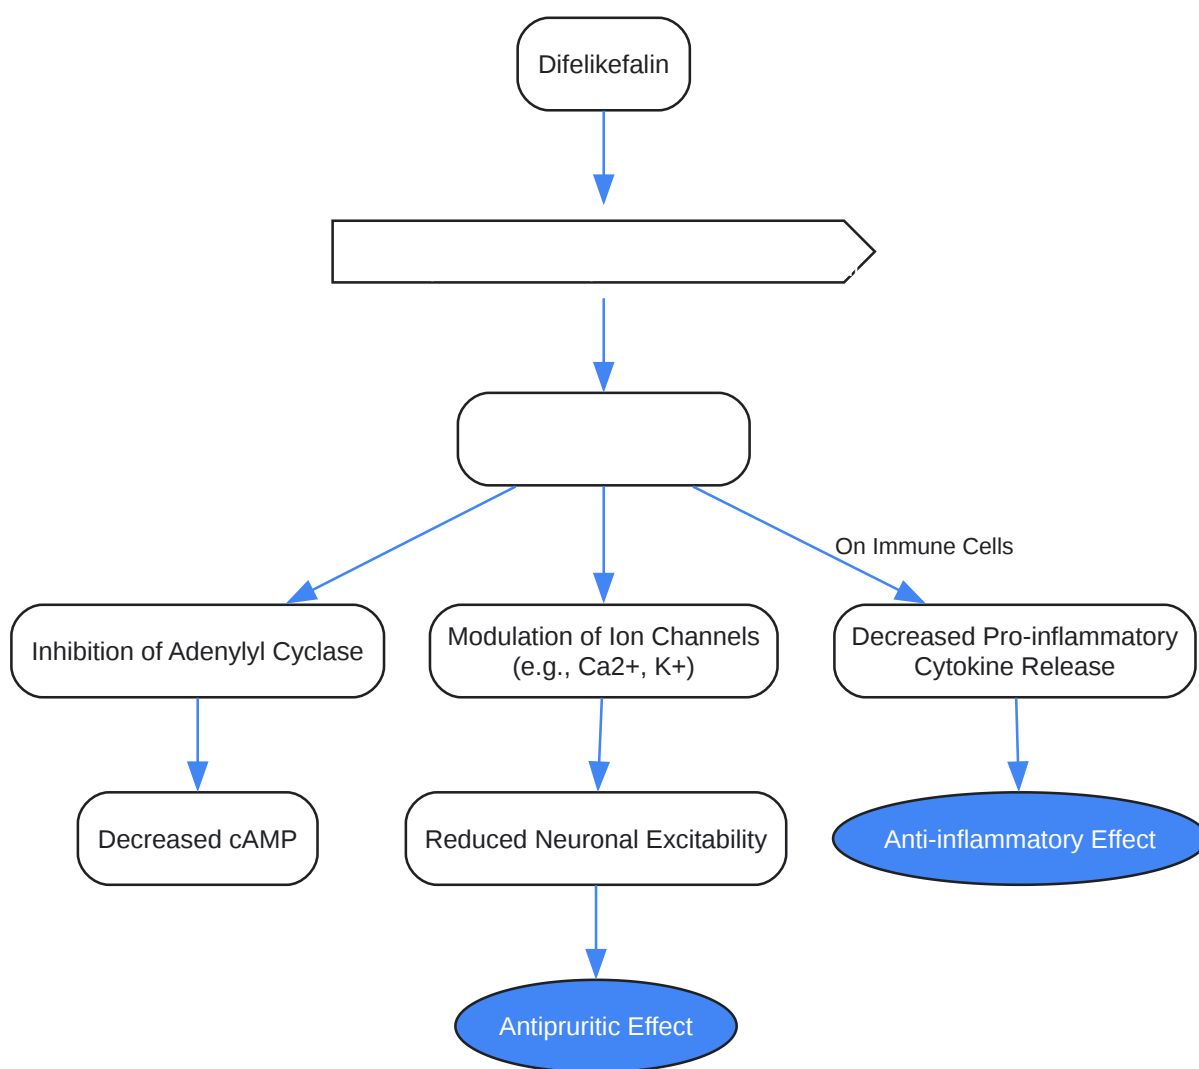 Difelikefalin
On Immune Cells
Inhibition of Adenylyl Cyclase
Modulation of Ion Channels
(e.g., Ca2+, K+)
Decreased Pro-inflammatory
Cytokine Release
Decreased cAMP
Reduced Neuronal Excitability
Anti-inflammatory Effect
Antipruritic Effect